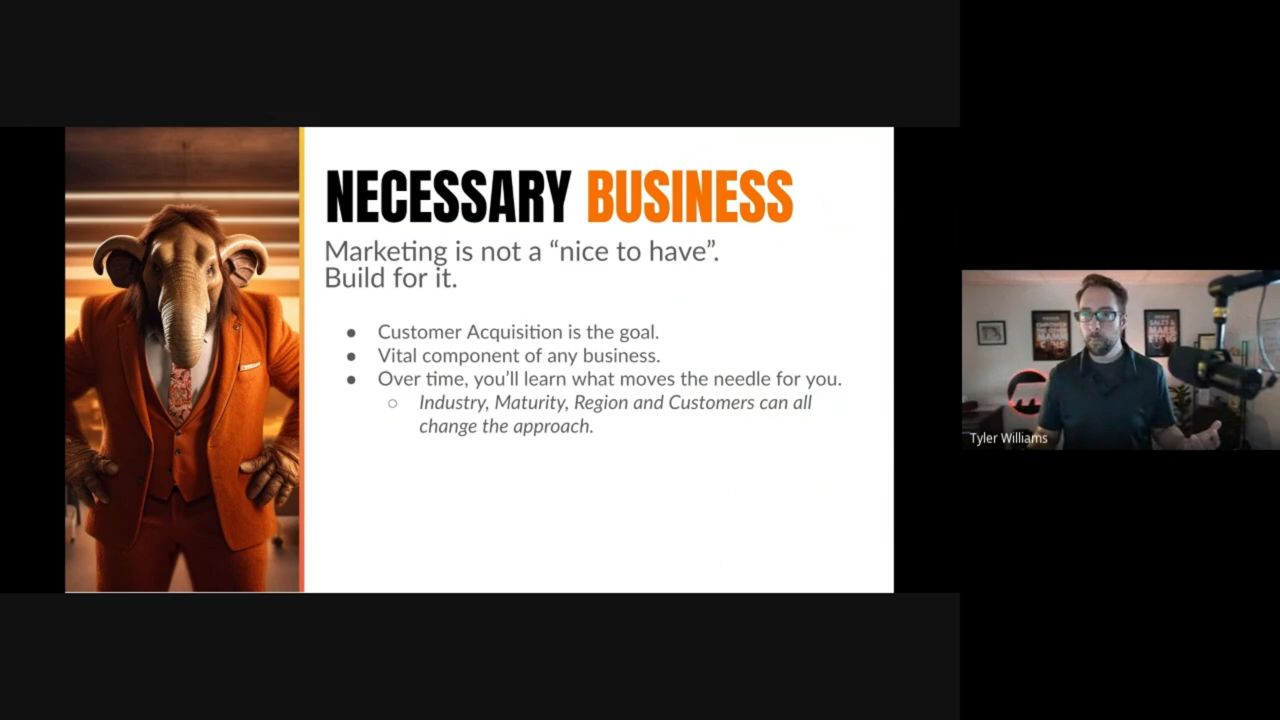 NECESSARY BUSINESS
Marketing is not a “nice to have”.
Build for it.
● Customer Acquisition is the goal.
● Vital component of any business.
● Over time, you’ll learn what moves the needle for you.
○ Industry, Maturity, Region and Customers can all
change the approach.
Tyler Williams